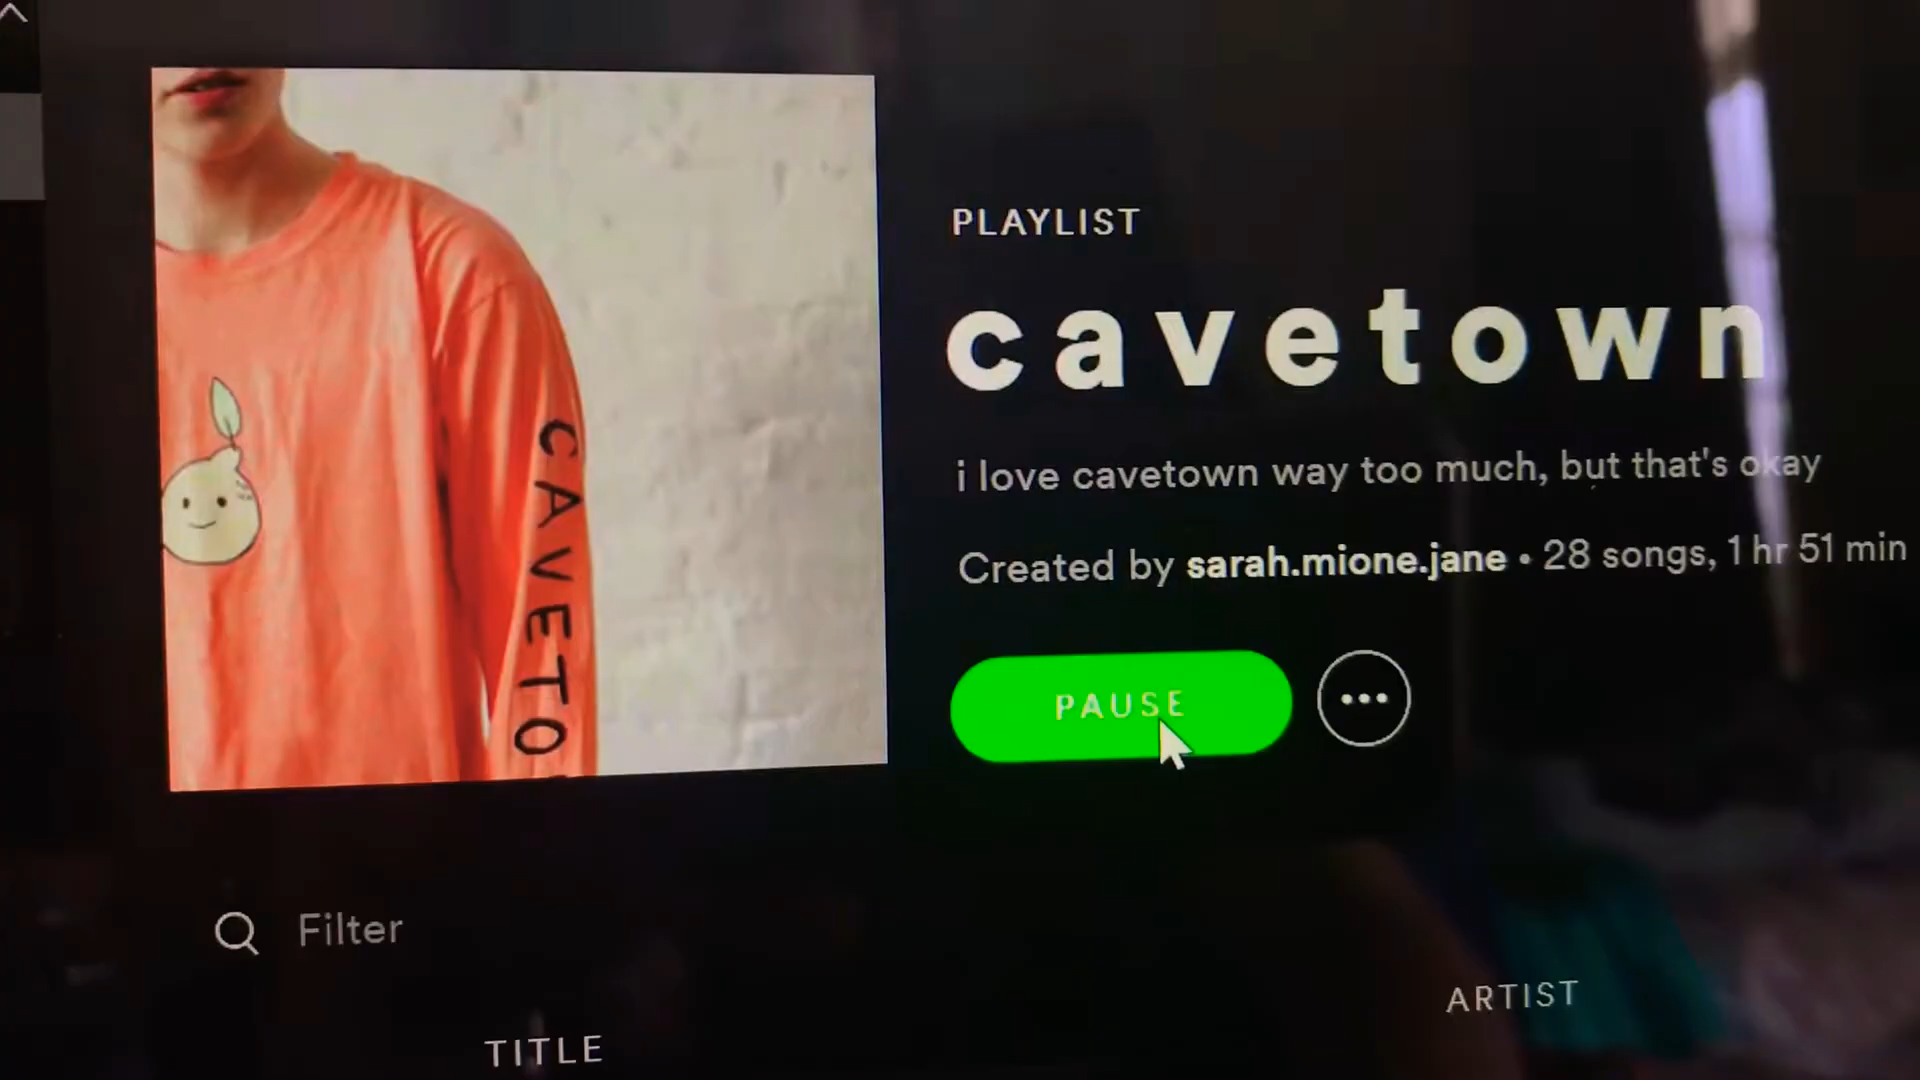 PLAYLIST
cavetown
i love cavetown way too much, but that's okay
Created by sarah.mione.jane • 28 songs, 1 hr 51 min
PAUSE
CAVETO
Filter
TITLE
ARTIST